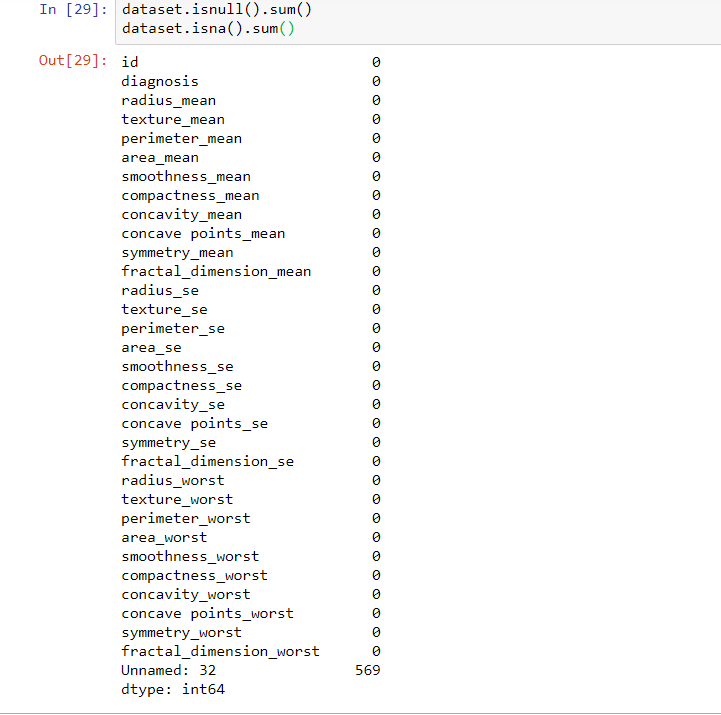 In [29]: dataset.isnull().sum()
dataset.isna().sum()
Out[29]: id 0
diagnosis 0
radius_mean 0
texture_mean 0
perimeter_mean 0
area_mean 0
smoothness_mean 0
compactness_mean 0
concavity_mean 0
concave points_mean 0
symmetry_mean 0
fractal_dimension_mean 0
radius_se 0
texture_se 0
perimeter_se 0
area_se 0
smoothness_se 0
compactness_se 0
concavity_se 0
concave points_se 0
symmetry_se 0
fractal_dimension_se 0
radius_worst 0
texture_worst 0
perimeter_worst 0
area_worst 0
smoothness_worst 0
compactness_worst 0
concavity_worst 0
concave points_worst 0
symmetry_worst 0
fractal_dimension_worst 0
Unnamed: 32 569
dtype: int64